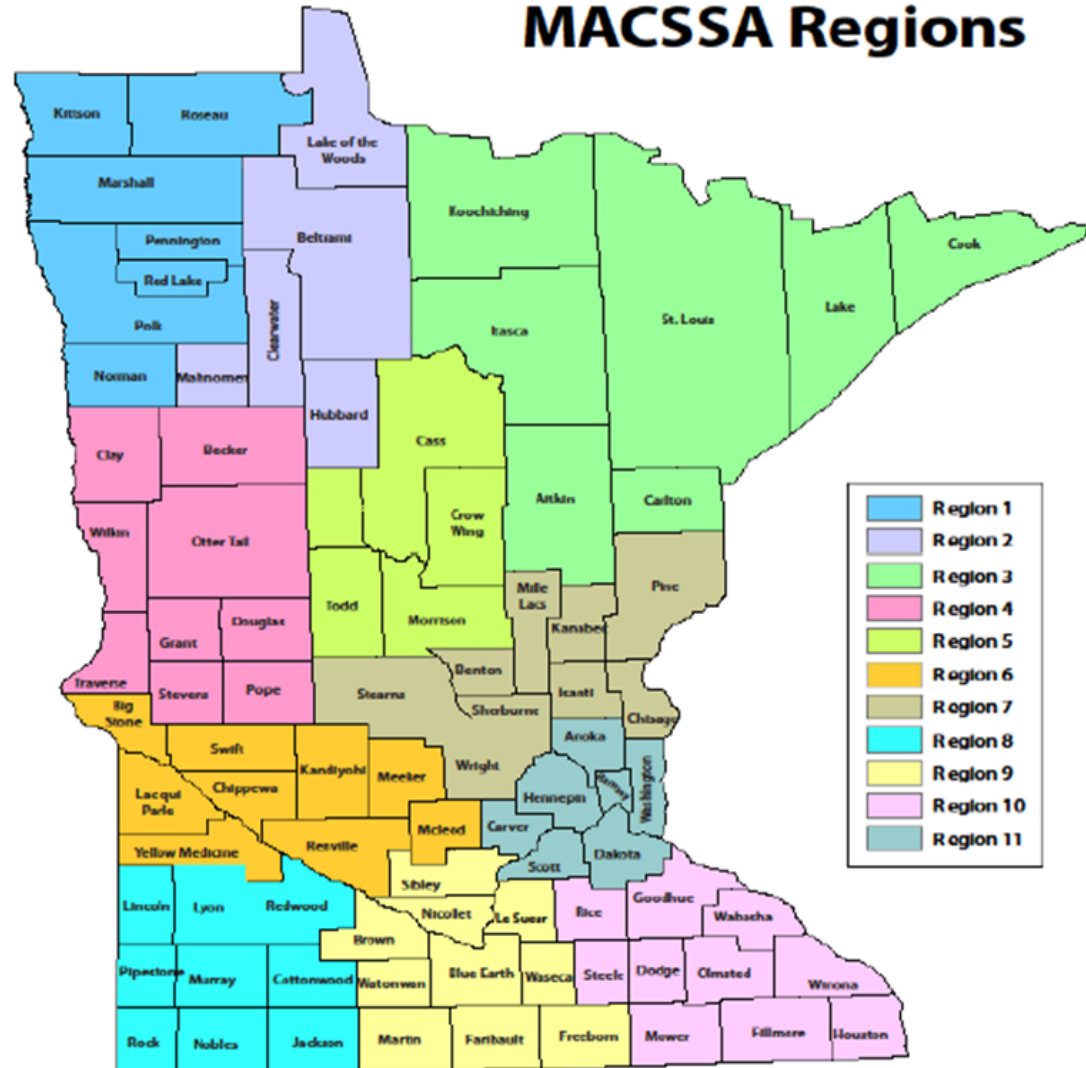 MACSSA Regions
Kittson
Roseau
Lake of the
Woods
Marshall
Koochiching
Beltrami
Pennington
Cook
Red Lake
Clearwater
Lake
St. Louis
Polk
Itasca
Norman
Mahnomen
Hubbard
Cass
Clay
Becker
Aitkin
Carlton
Crow
Wing
Wilkin
Otter Tail
Mille
Lacs
Pine
Todd
Morrison
Douglas
Grant
Kanabec
Benton
Traverse
Stevens
Pope
Stearns
Isanti
Big
Stone
Sherburne
Chisago
Anoka
Swift
Kandiyohi
Meeker
Wright
Ramsey
Washington
Chippewa
Hennepin
Lacqui
Parle
Mcleod
Carver
Renville
Yellow Medicine
Scott
Dakota
Sibley
Lincoln
Lyon
Redwood
Nicollet
Le Sueur
Rice
Goodhue
Wabasha
Brown
Pipestone
Murray
Cottonwood
Watonwan
Blue Earth
Waseca
Steele
Dodge
Olmsted
Winona
Rock
Nobles
Jackson
Martin
Faribault
Freeborn
Mower
Fillmore
Houston
Region 1
Region 2
Region 3
Region 4
Region 5
Region 6
Region 7
Region 8
Region 9
Region 10
Region 11